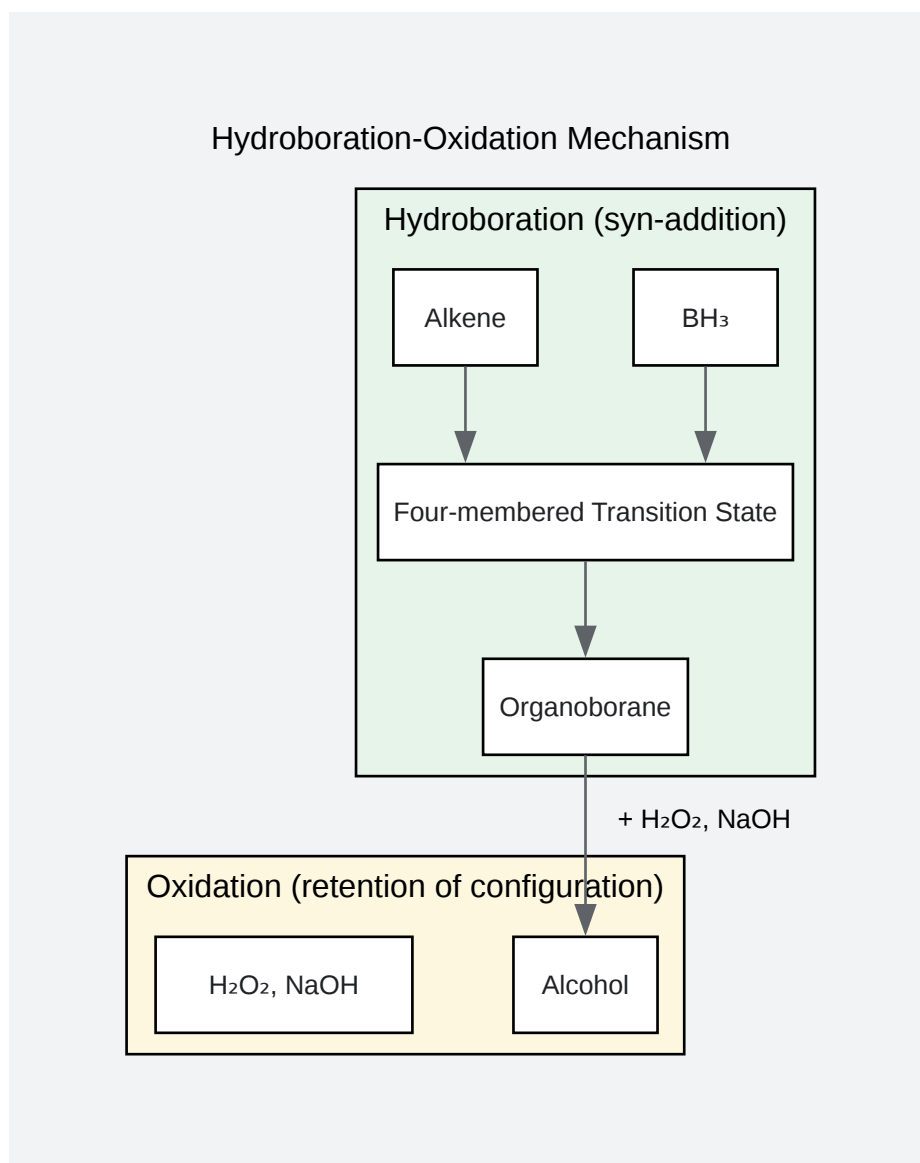 Hydroboration-Oxidation Mechanism
Hydroboration (syn-addition)
Alkene
BH₃
Four-membered Transition State
Organoborane
+ H₂O₂, NaOH
Oxidation (retention of configuration)
H₂O₂, NaOH
Alcohol